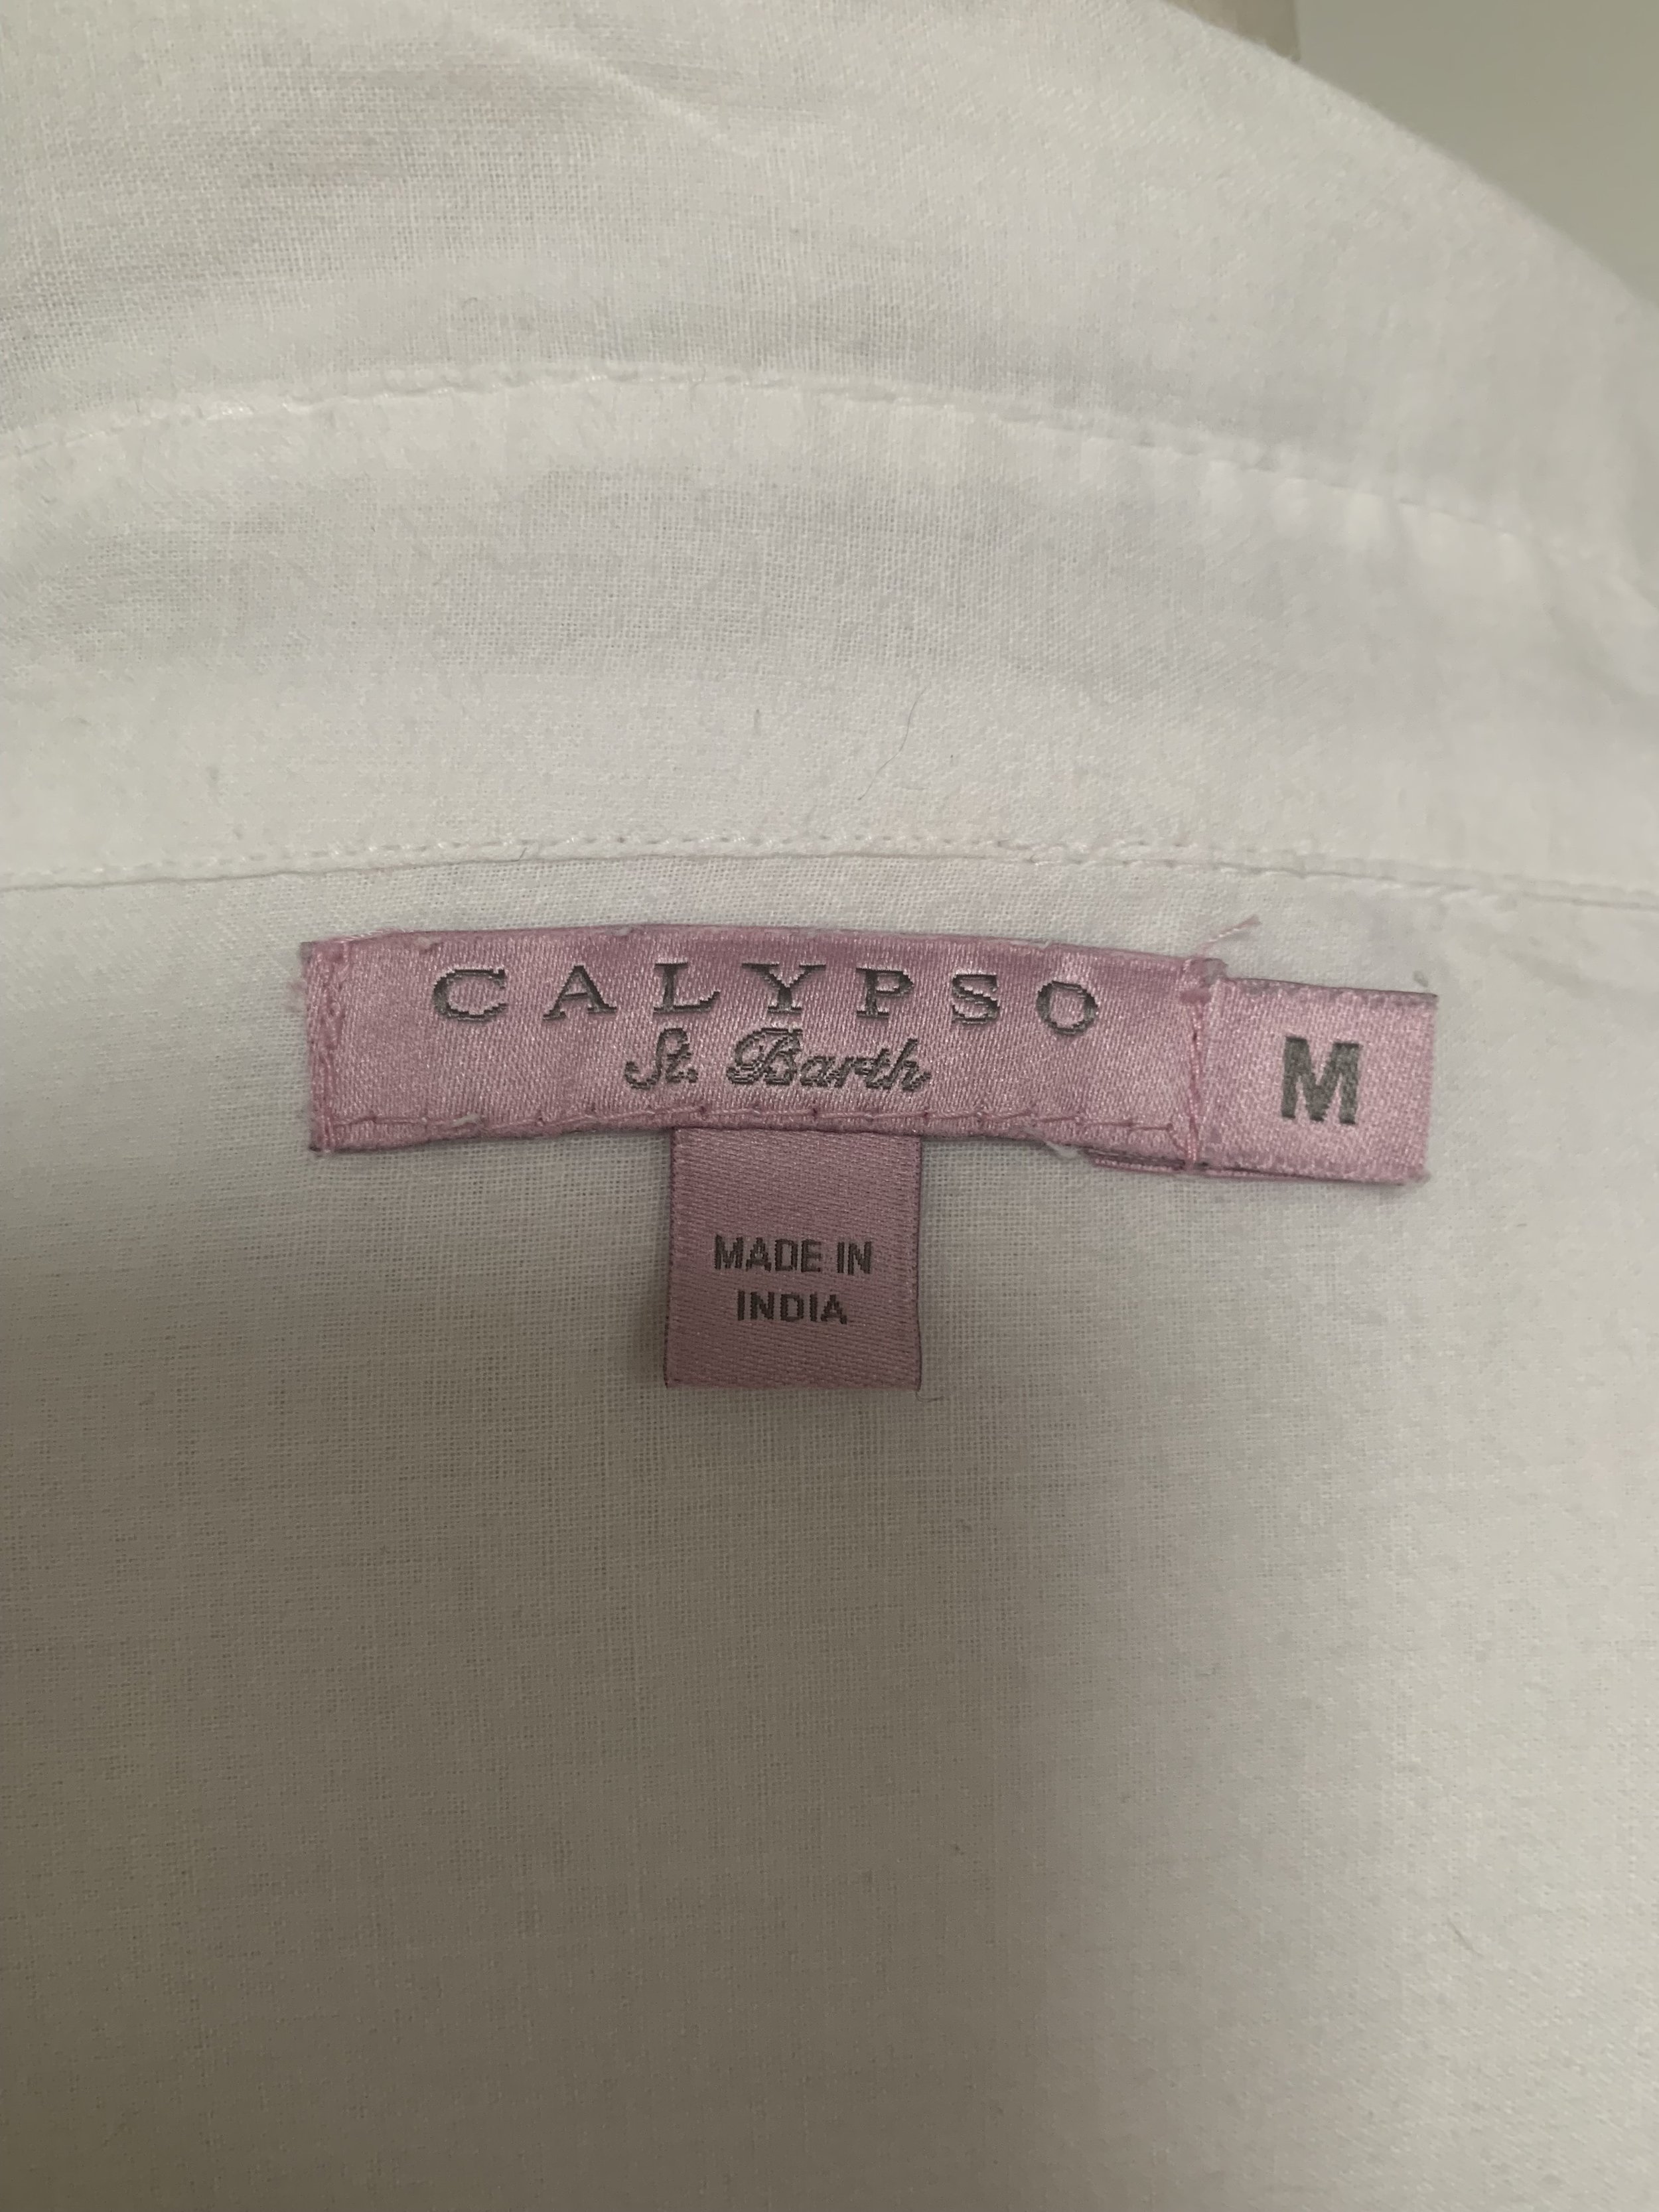 CALYPSO
St. Barth
M
MADE IN
INDIA